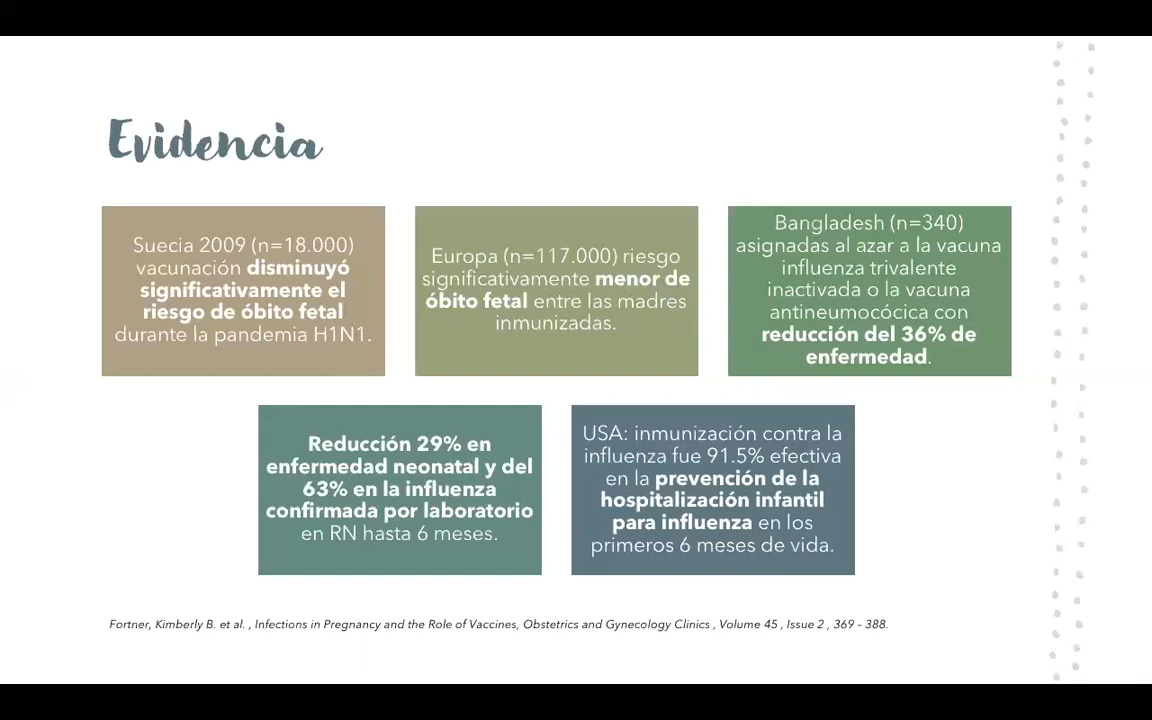 Evidencia
Suecia 2009 (n=18.000)
vacunación disminuyó
significativamente el
riesgo de óbito fetal
durante la pandemia H1N1.
Europa (n=117.000) riesgo
significativamente menor de
óbito fetal entre las madres
inmunizadas.
Bangladesh (n=340)
asignadas al azar a la vacuna
influenza trivalente
inactivada o la vacuna
antineumocócica con
reducción del 36% de
enfermedad.
Reducción 29% en
enfermedad neonatal y del
63% en la influenza
confirmada por laboratorio
en RN hasta 6 meses.
USA: inmunización contra la
influenza fue 91.5% efectiva
en la prevención de la
hospitalización infantil
para influenza en los
primeros 6 meses de vida.
Fortner, Kimberly B. et al. , Infections in Pregnancy and the Role of Vaccines, Obstetrics and Gynecology Clinics , Volume 45 , Issue 2 , 369 – 388.